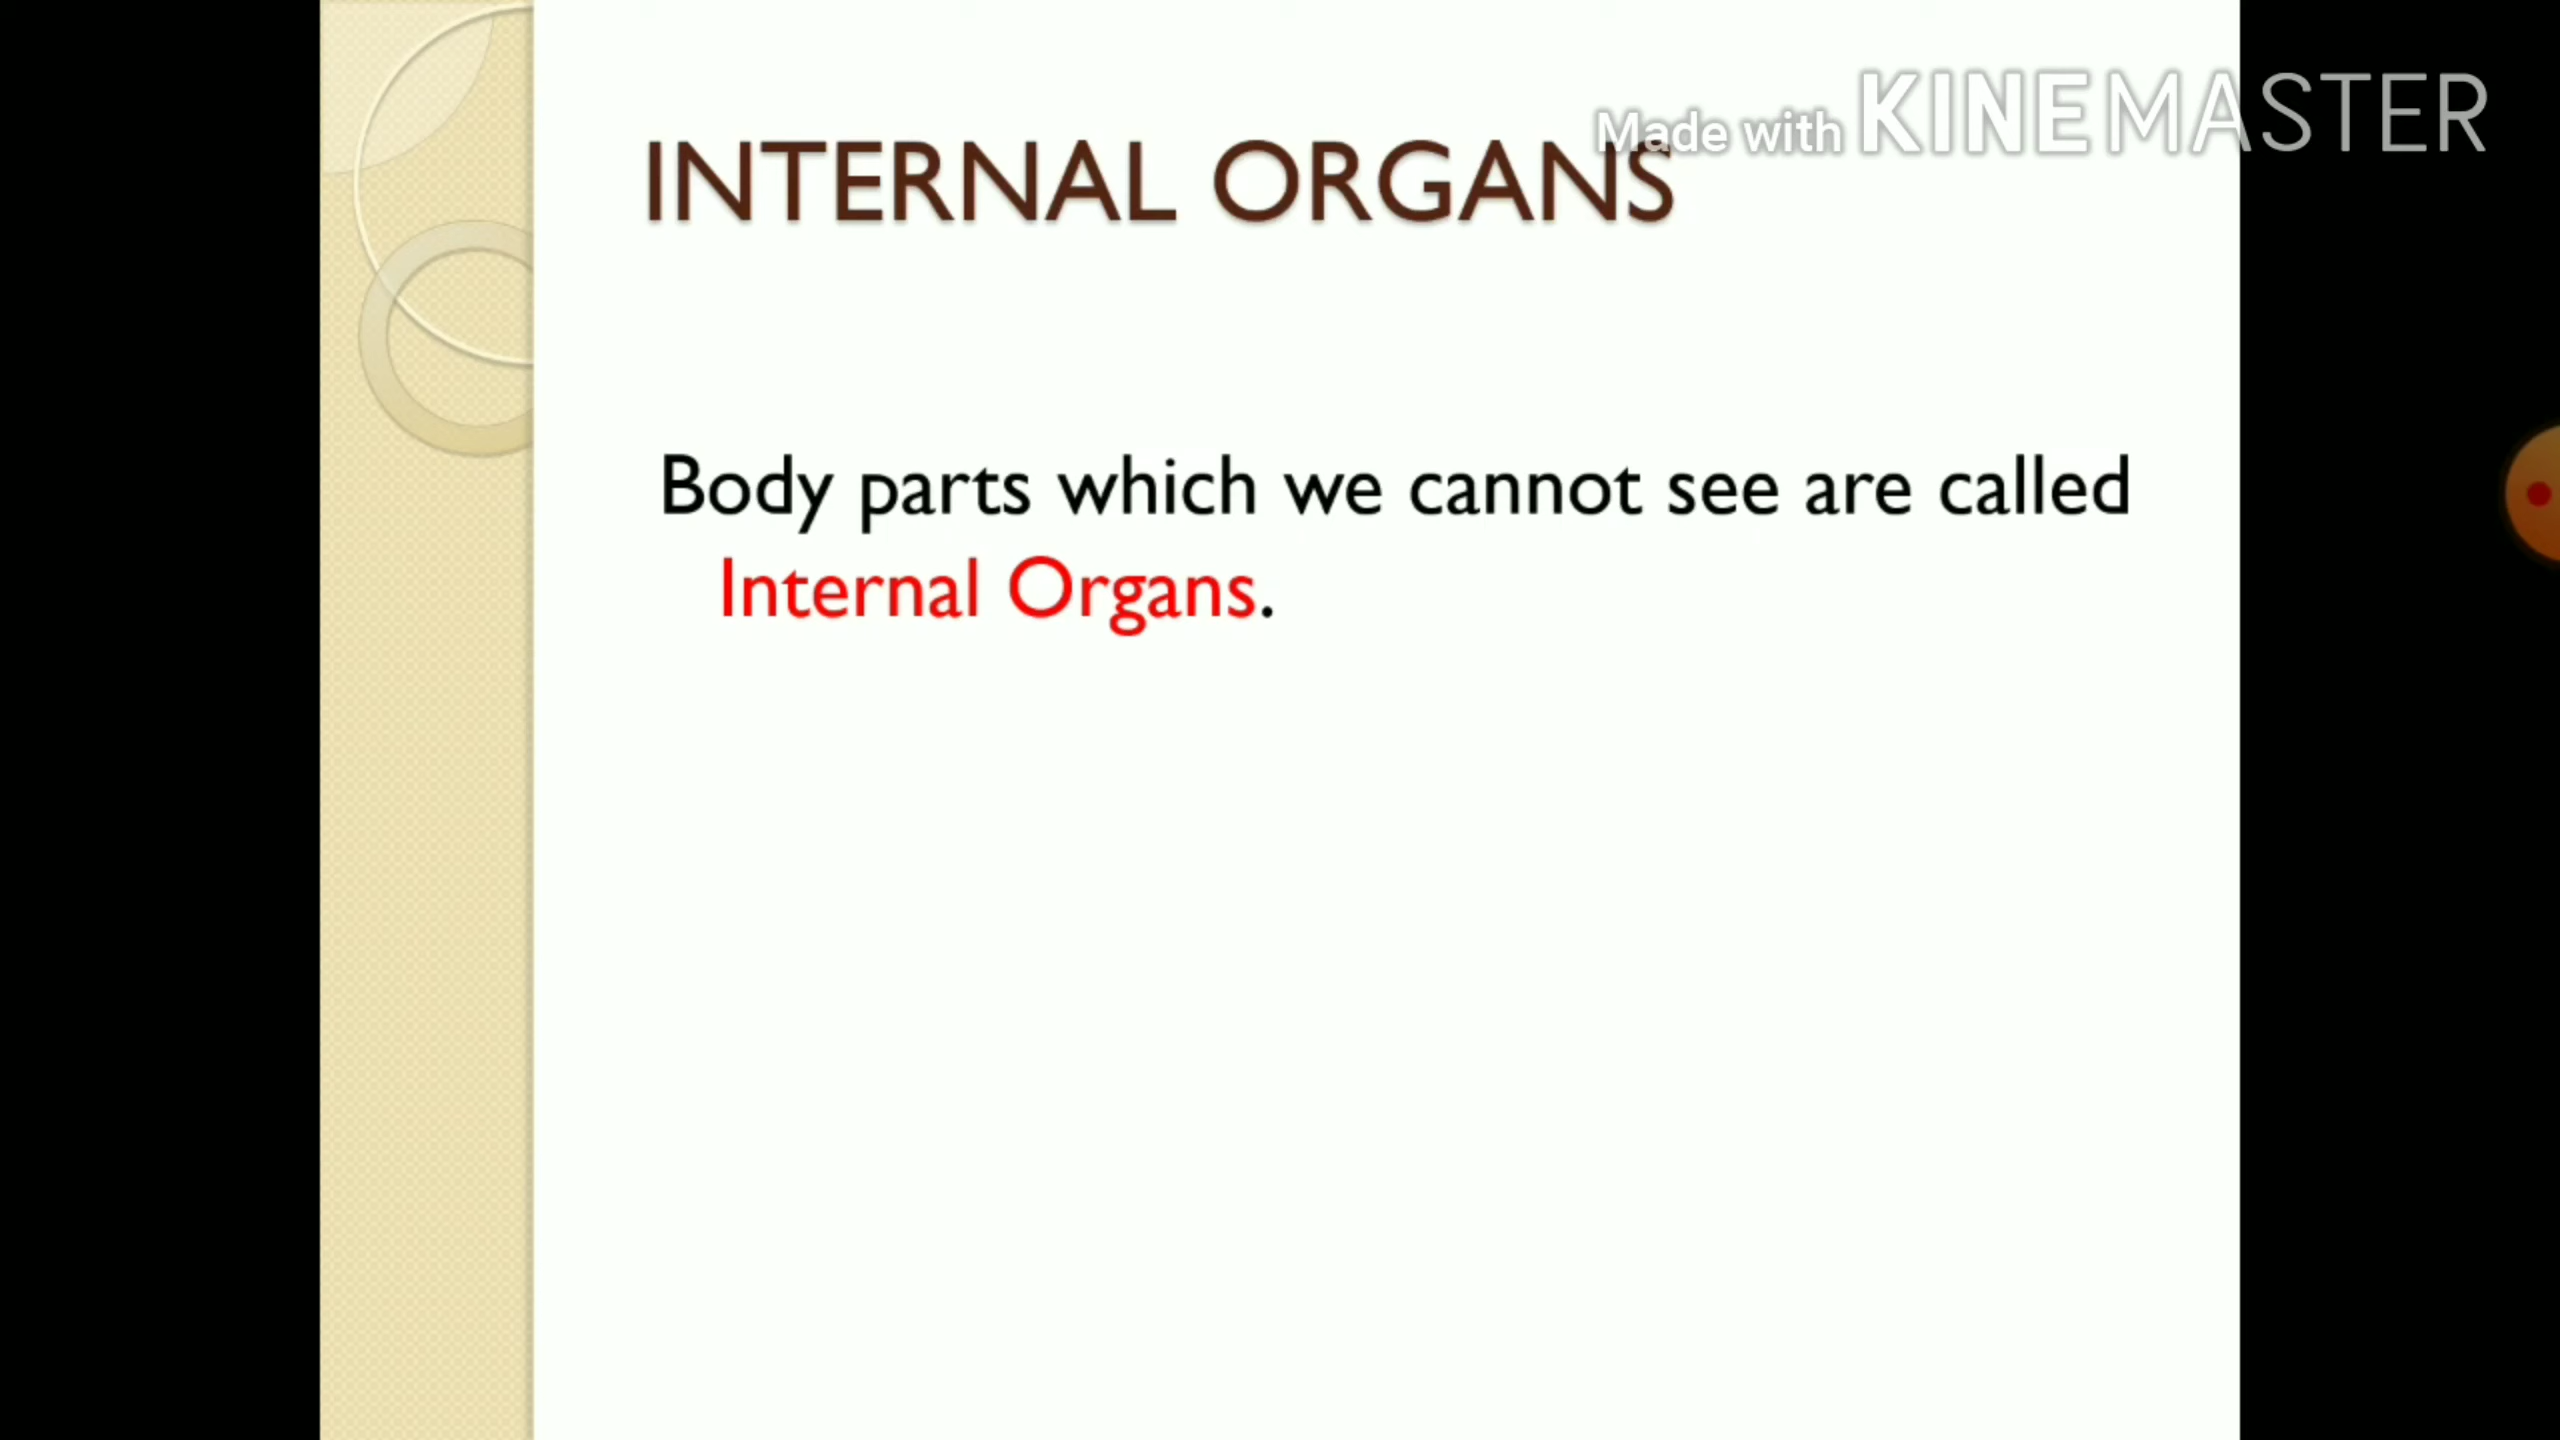 Made with KINEMASTER
INTERNAL ORGANS
Body parts which we cannot see are called
Internal Organs.